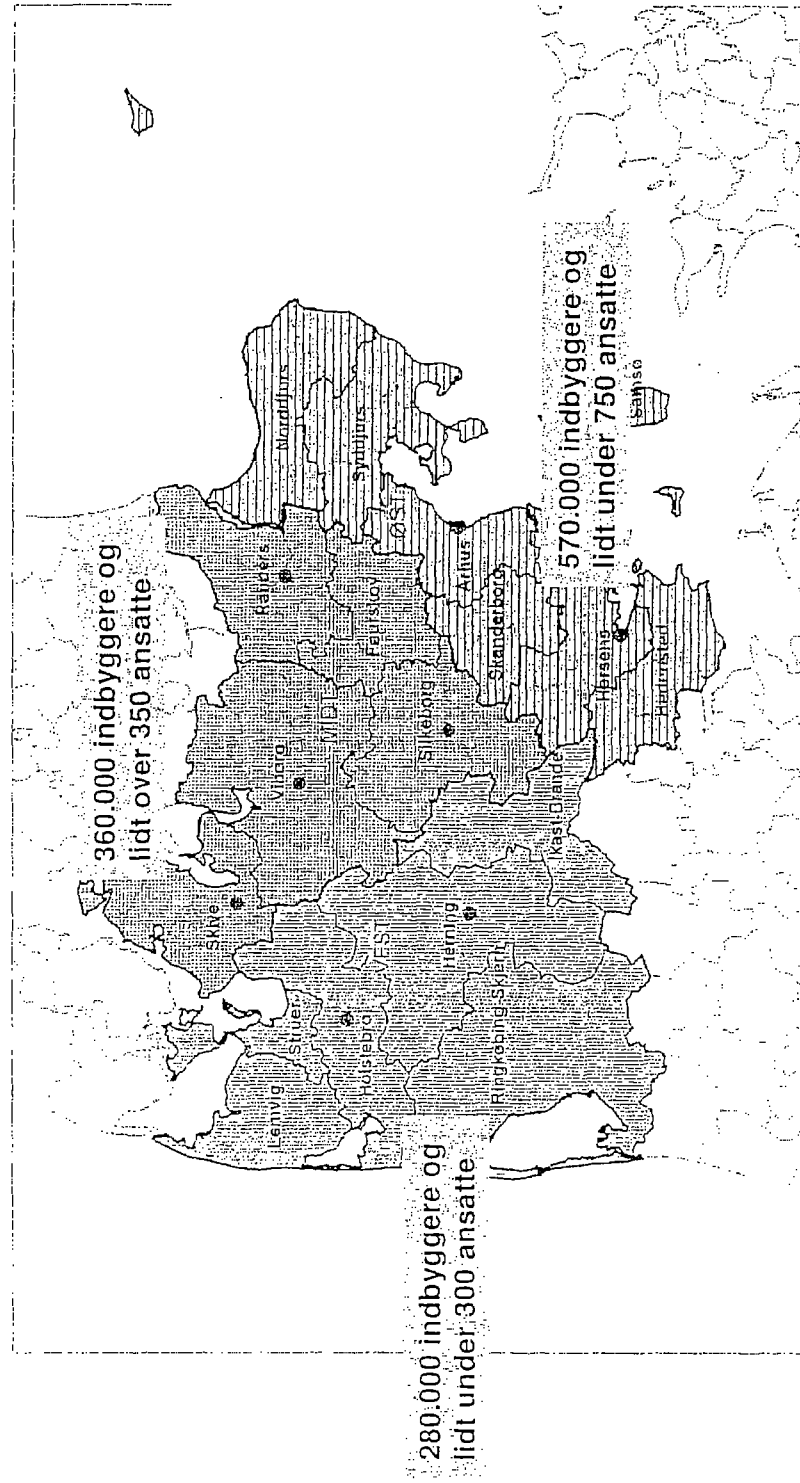 360.000 indbyggere og
lidt over 350 ansatte
280.000 indbyggere og
lidt under 300 ansatte
570.000 indbyggere og
lidt under 750 ansatte
Lemvig
Struer
Holstebro
Skive
VEST
Herning
Ringkøbing-Skjern
Ikast-Brande
Viborg
MIDT
Silkeborg
Randers
Favrskov
Norddjurs
Syddjurs
ØST
Århus
Skanderborg
Horsens
Hedensted
Samsø